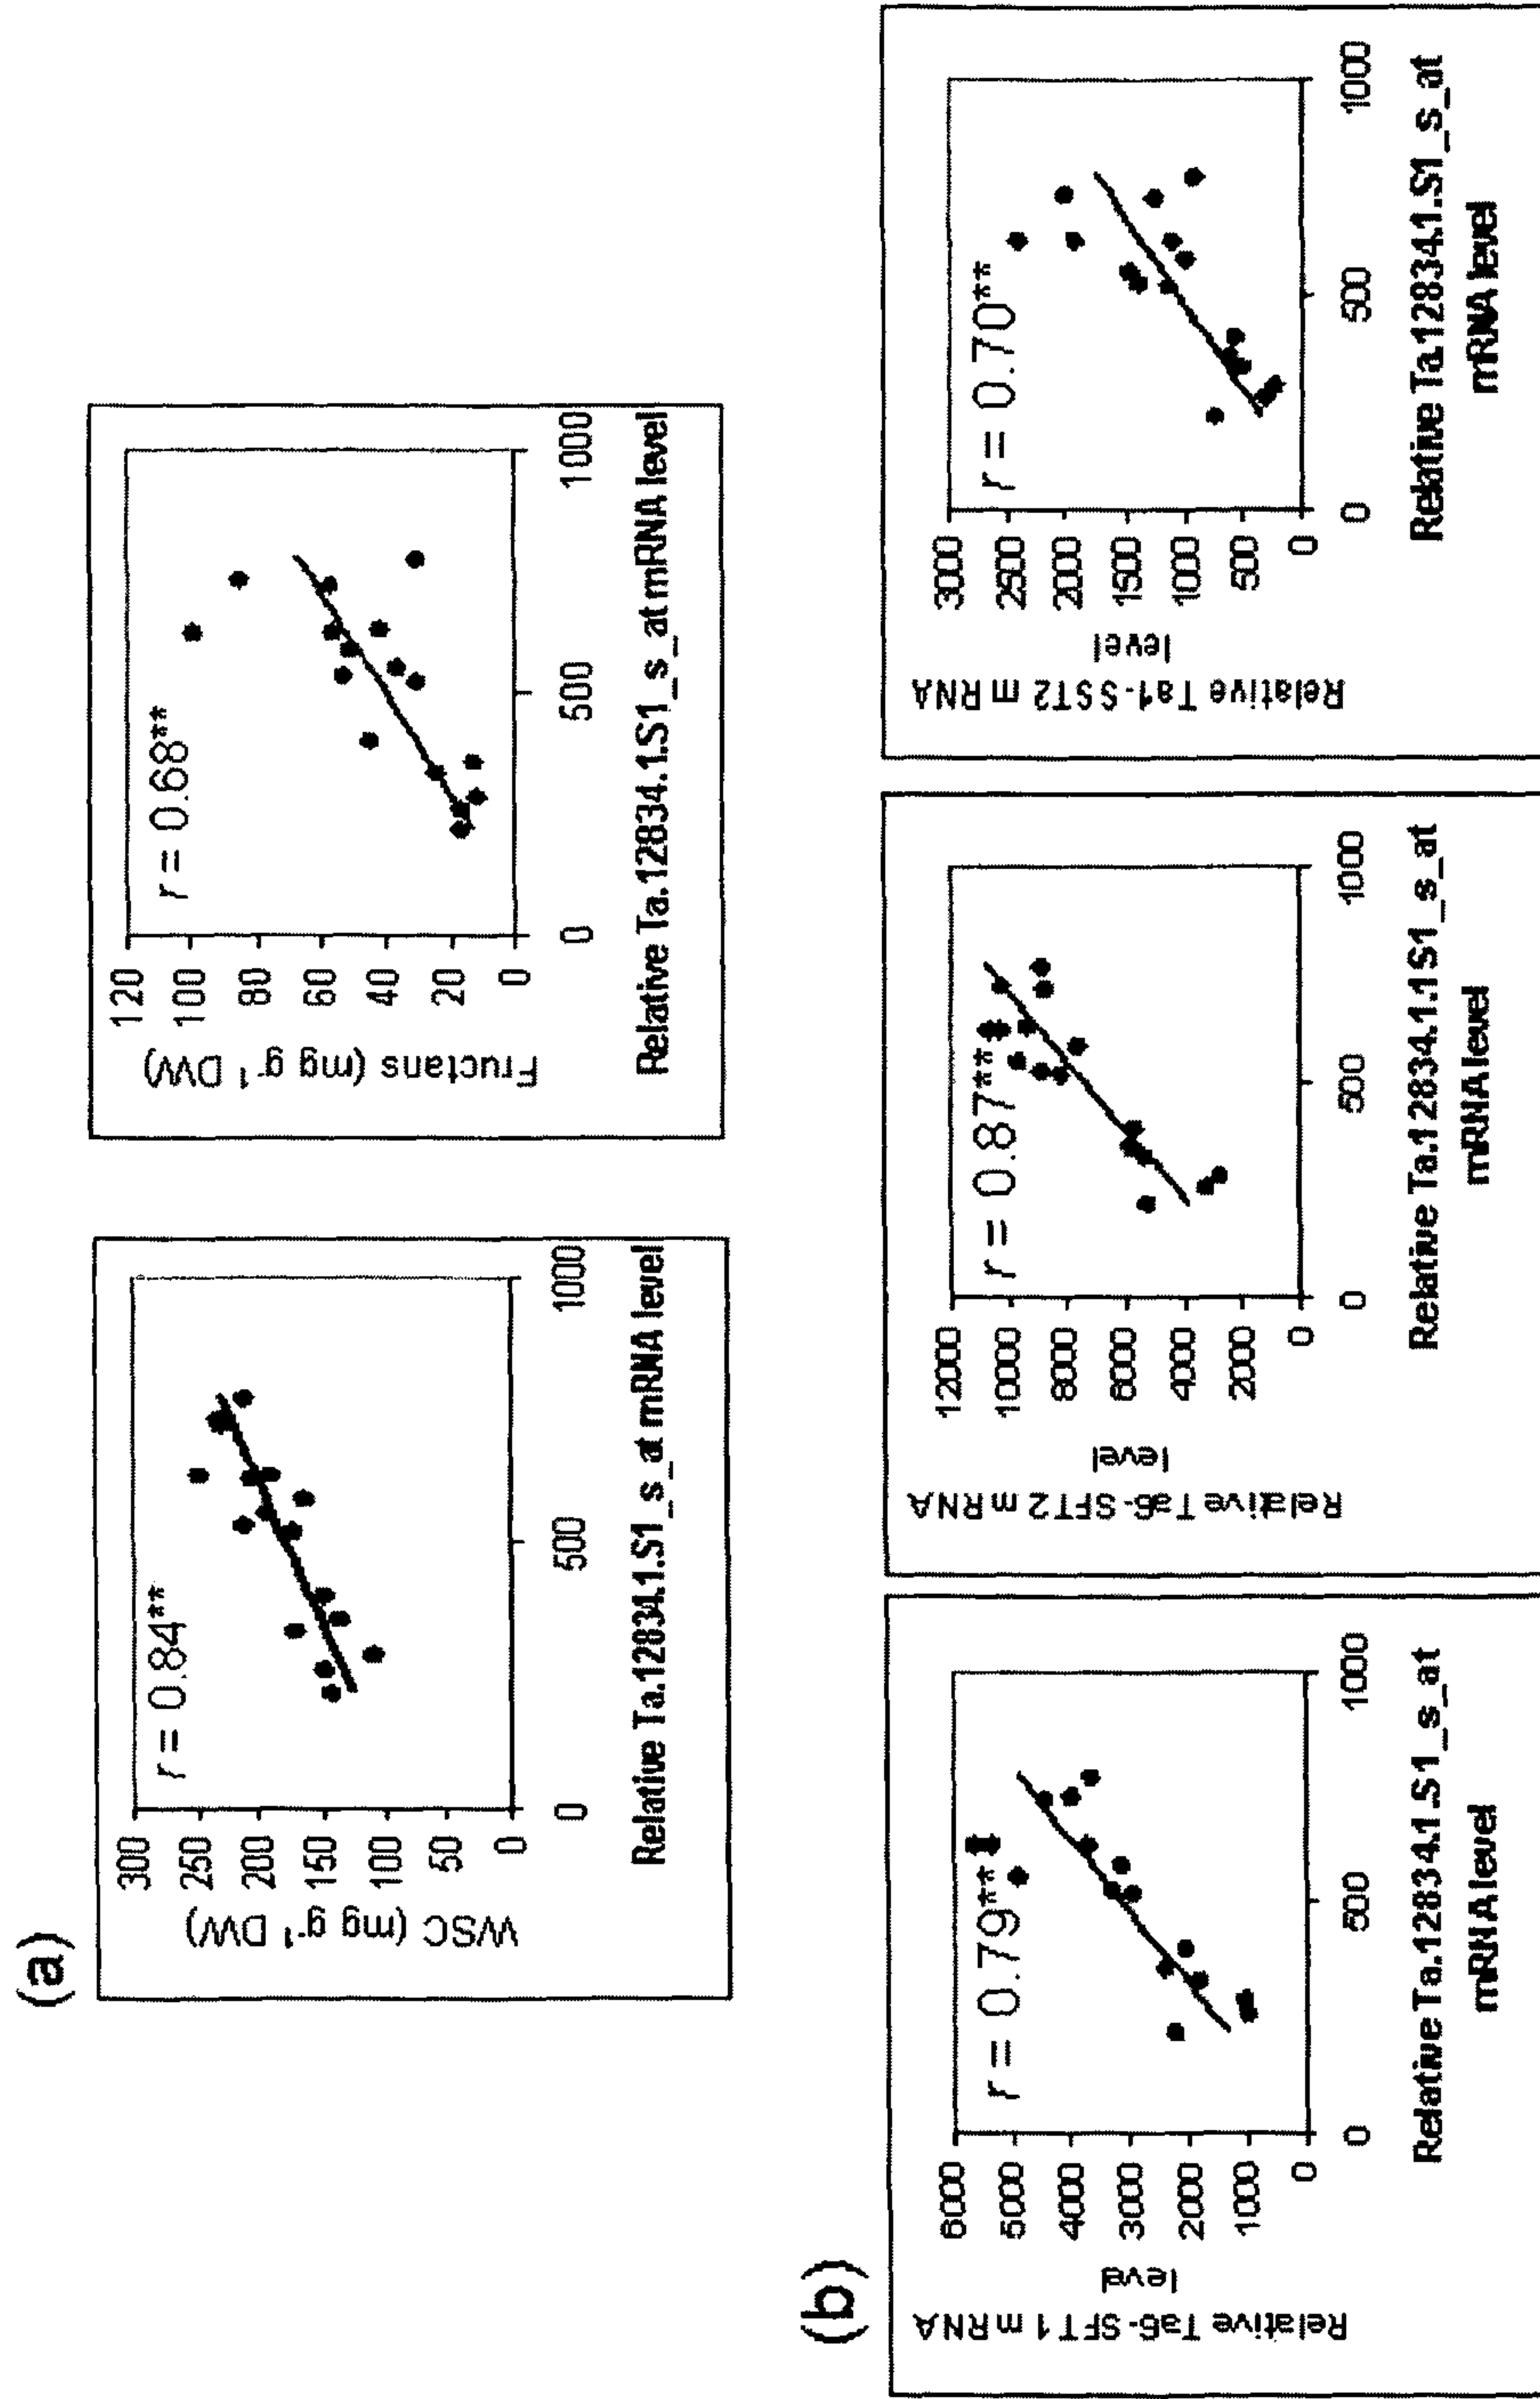 (a)
r = 0.84**
300
250
200
150
100
50
0
WSC (mg g-1 DW)
0
500
1000
Relative Ta.12834.1.S1_s_at mRNA level
r = 0.68**
120
100
80
60
40
20
0
Fructans (mg g-1 DW)
0
500
1000
Relative Ta.12834.1.S1_s_at mRNA level
(b)
r = 0.79**
6000
5000
4000
3000
2000
1000
0
Relative Ta6-SFT1 mRNA
level
0
500
1000
Relative Ta.12834.1.S1_s_at
mRNA level
r = 0.87**
12000
10000
8000
6000
4000
2000
0
Relative Ta6-SFT2 mRNA
level
0
500
1000
Relative Ta.12834.1.1S1_s_at
mRNA level
r = 0.70**
3000
2500
2000
1500
1000
500
0
Relative Ta1-SST2 mRNA
level
0
500
1000
Relative Ta.12834.1.S1_s_at
mRNA level